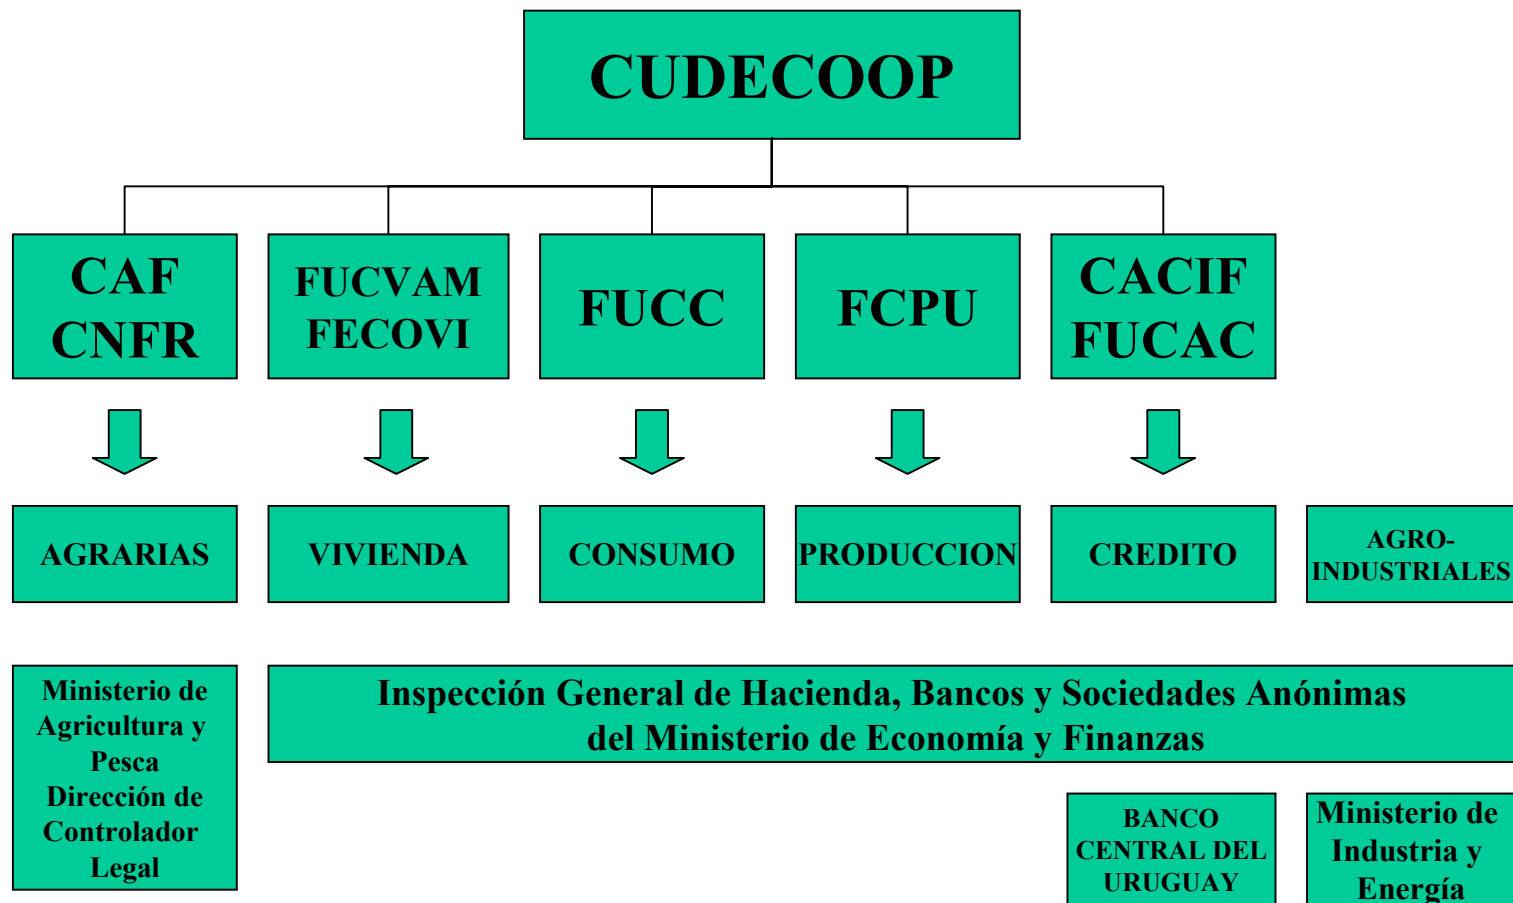 CUDECOOP
CAF
CNFR
FUCVAM
FECOVI
FUCC
FCPU
CACIF
FUCAC
AGRARIAS
VIVIENDA
CONSUMO
PRODUCCION
CREDITO
AGRO-
INDUSTRIALES
Ministerio de
Agricultura y
Pesca
Dirección de
Controlador
Legal
Inspección General de Hacienda, Bancos y Sociedades Anónimas
del Ministerio de Economía y Finanzas
BANCO
CENTRAL DEL
URUGUAY
Ministerio de
Industria y
Energía